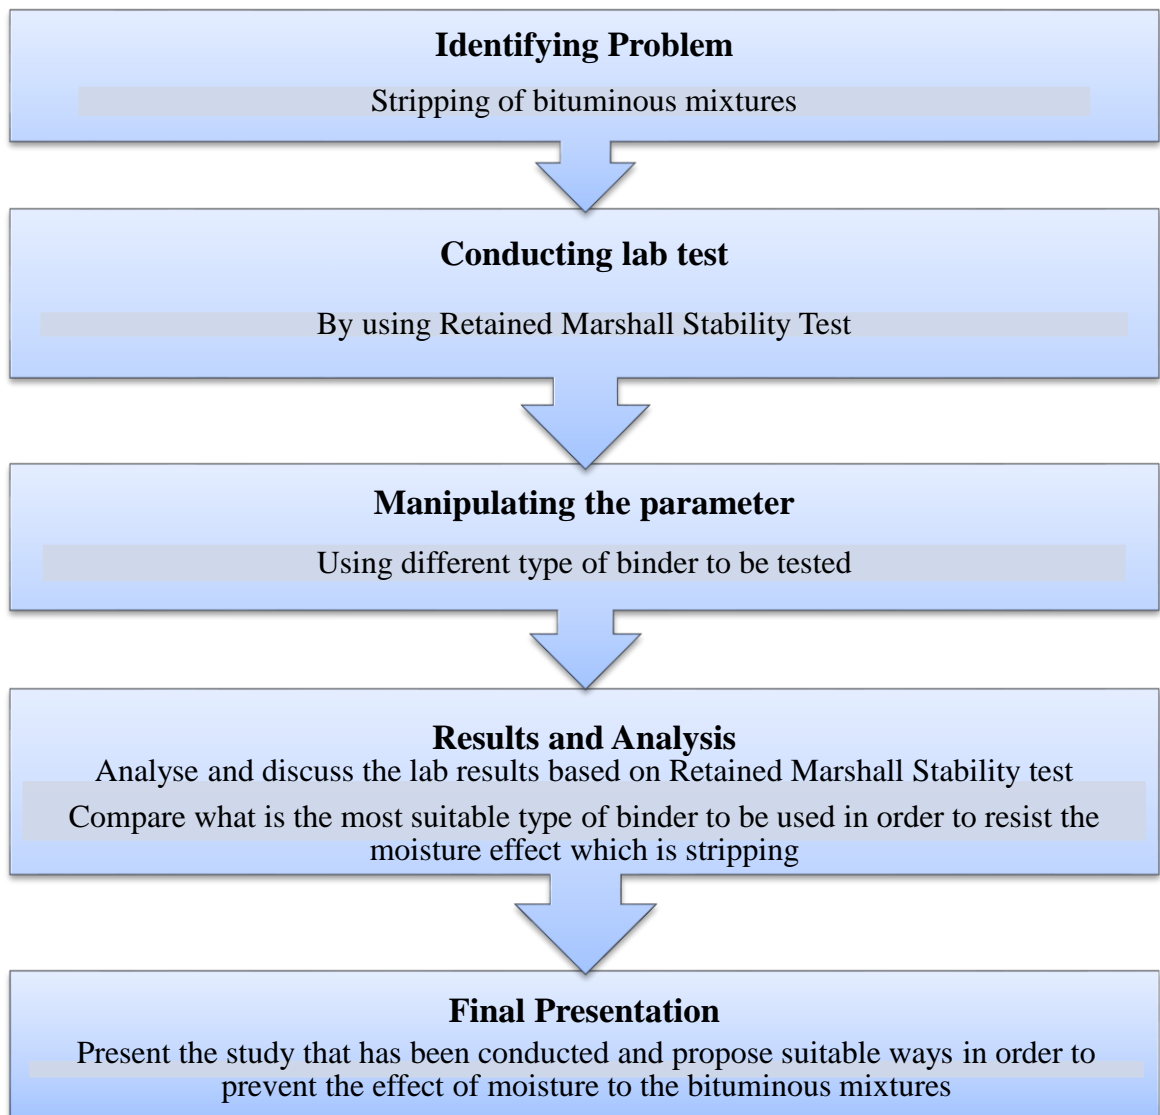 Identifying Problem
Stripping of bituminous mixtures
Conducting lab test
By using Retained Marshall Stability Test
Manipulating the parameter
Using different type of binder to be tested
Results and Analysis
Analyse and discuss the lab results based on Retained Marshall Stability test
Compare what is the most suitable type of binder to be used in order to resist the
moisture effect which is stripping
Final Presentation
Present the study that has been conducted and propose suitable ways in order to
prevent the effect of moisture to the bituminous mixtures